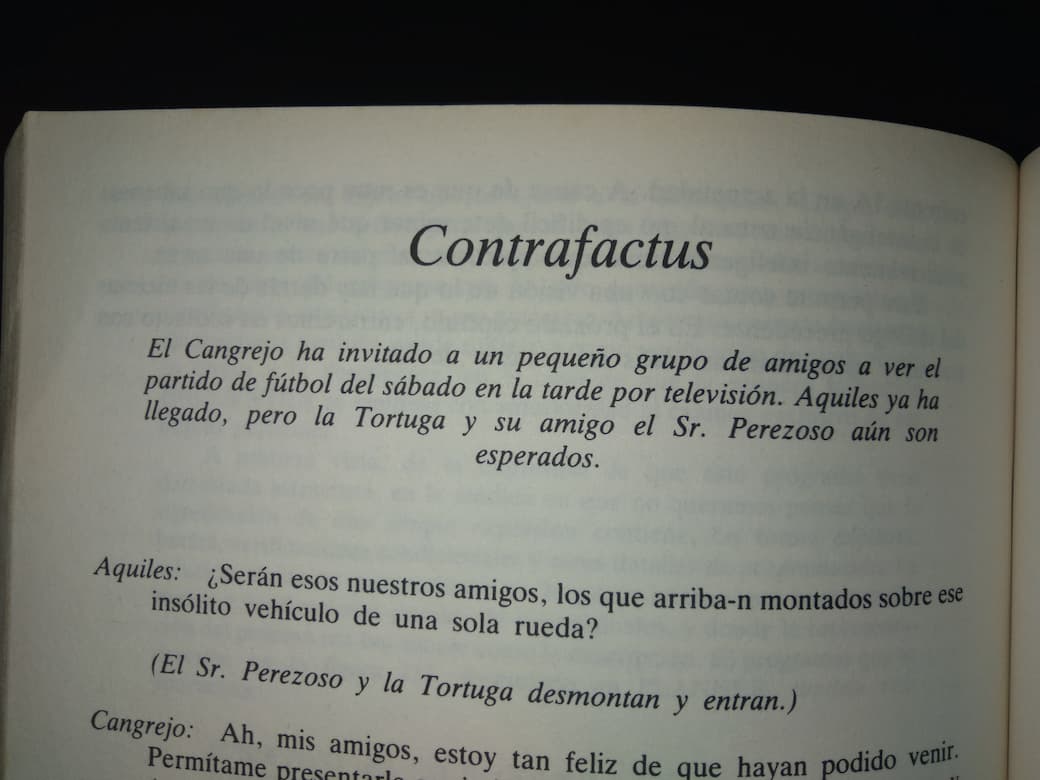 Contrafactus
El Cangrejo ha invitado a un pequeño grupo de amigos a ver el
partido de fútbol del sábado en la tarde por televisión. Aquiles ya ha
llegado, pero la Tortuga y su amigo el Sr. Perezoso aún son
esperados.
Aquiles: ¿Serán esos nuestros amigos, los que arriba-n montados sobre ese
insólito vehículo de una sola rueda?
(El Sr. Perezoso y la Tortuga desmontan y entran.)
Cangrejo: Ah, mis amigos, estoy tan feliz de que hayan podido venir.
Permítame